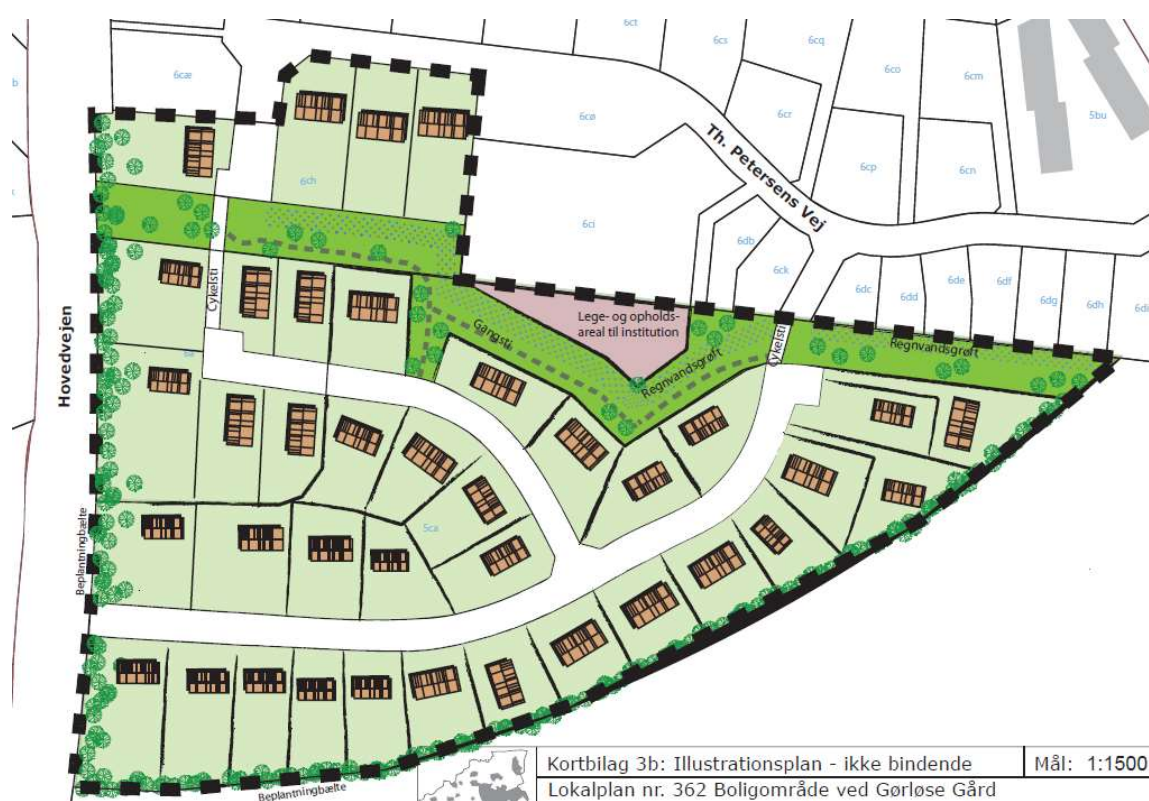 6ct
6cs
6cq
6cæ
6co
6cm
5bu
6cø
6cr
Th. Petersens Vej
6cp
6cn
6ch
6ci
6db
6ck
6dc
6dd
6de
6df
6dg
6dh
6di
Cykelsti
Hovedvejen
Gangsti
Lege- og opholds-
areal til institution
Regnvandsgrøft
Cykelsti
Regnvandsgrøft
5ca
Beplantningbælte
Beplantningbælte
Kortbilag 3b: Illustrationsplan - ikke bindende
Mål: 1:1500
Lokalplan nr. 362 Boligområde ved Gørløse Gård